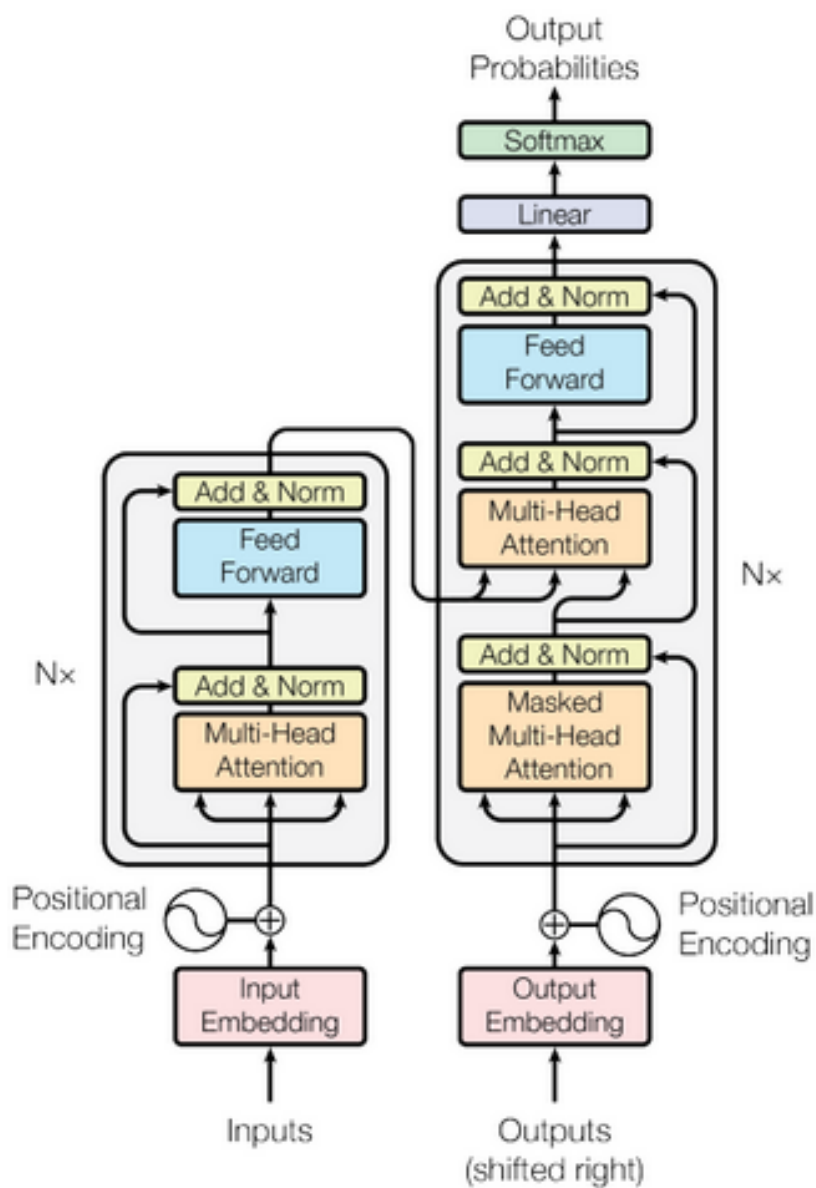 Output
Probabilities
Softmax
Linear
Add & Norm
Feed
Forward
Add & Norm
Multi-Head
Attention
Nx
Add & Norm
Masked
Multi-Head
Attention
Add & Norm
Feed
Forward
Nx
Add & Norm
Multi-Head
Attention
Positional
Encoding
Positional
Encoding
Input
Embedding
Output
Embedding
Inputs
Outputs
(shifted right)